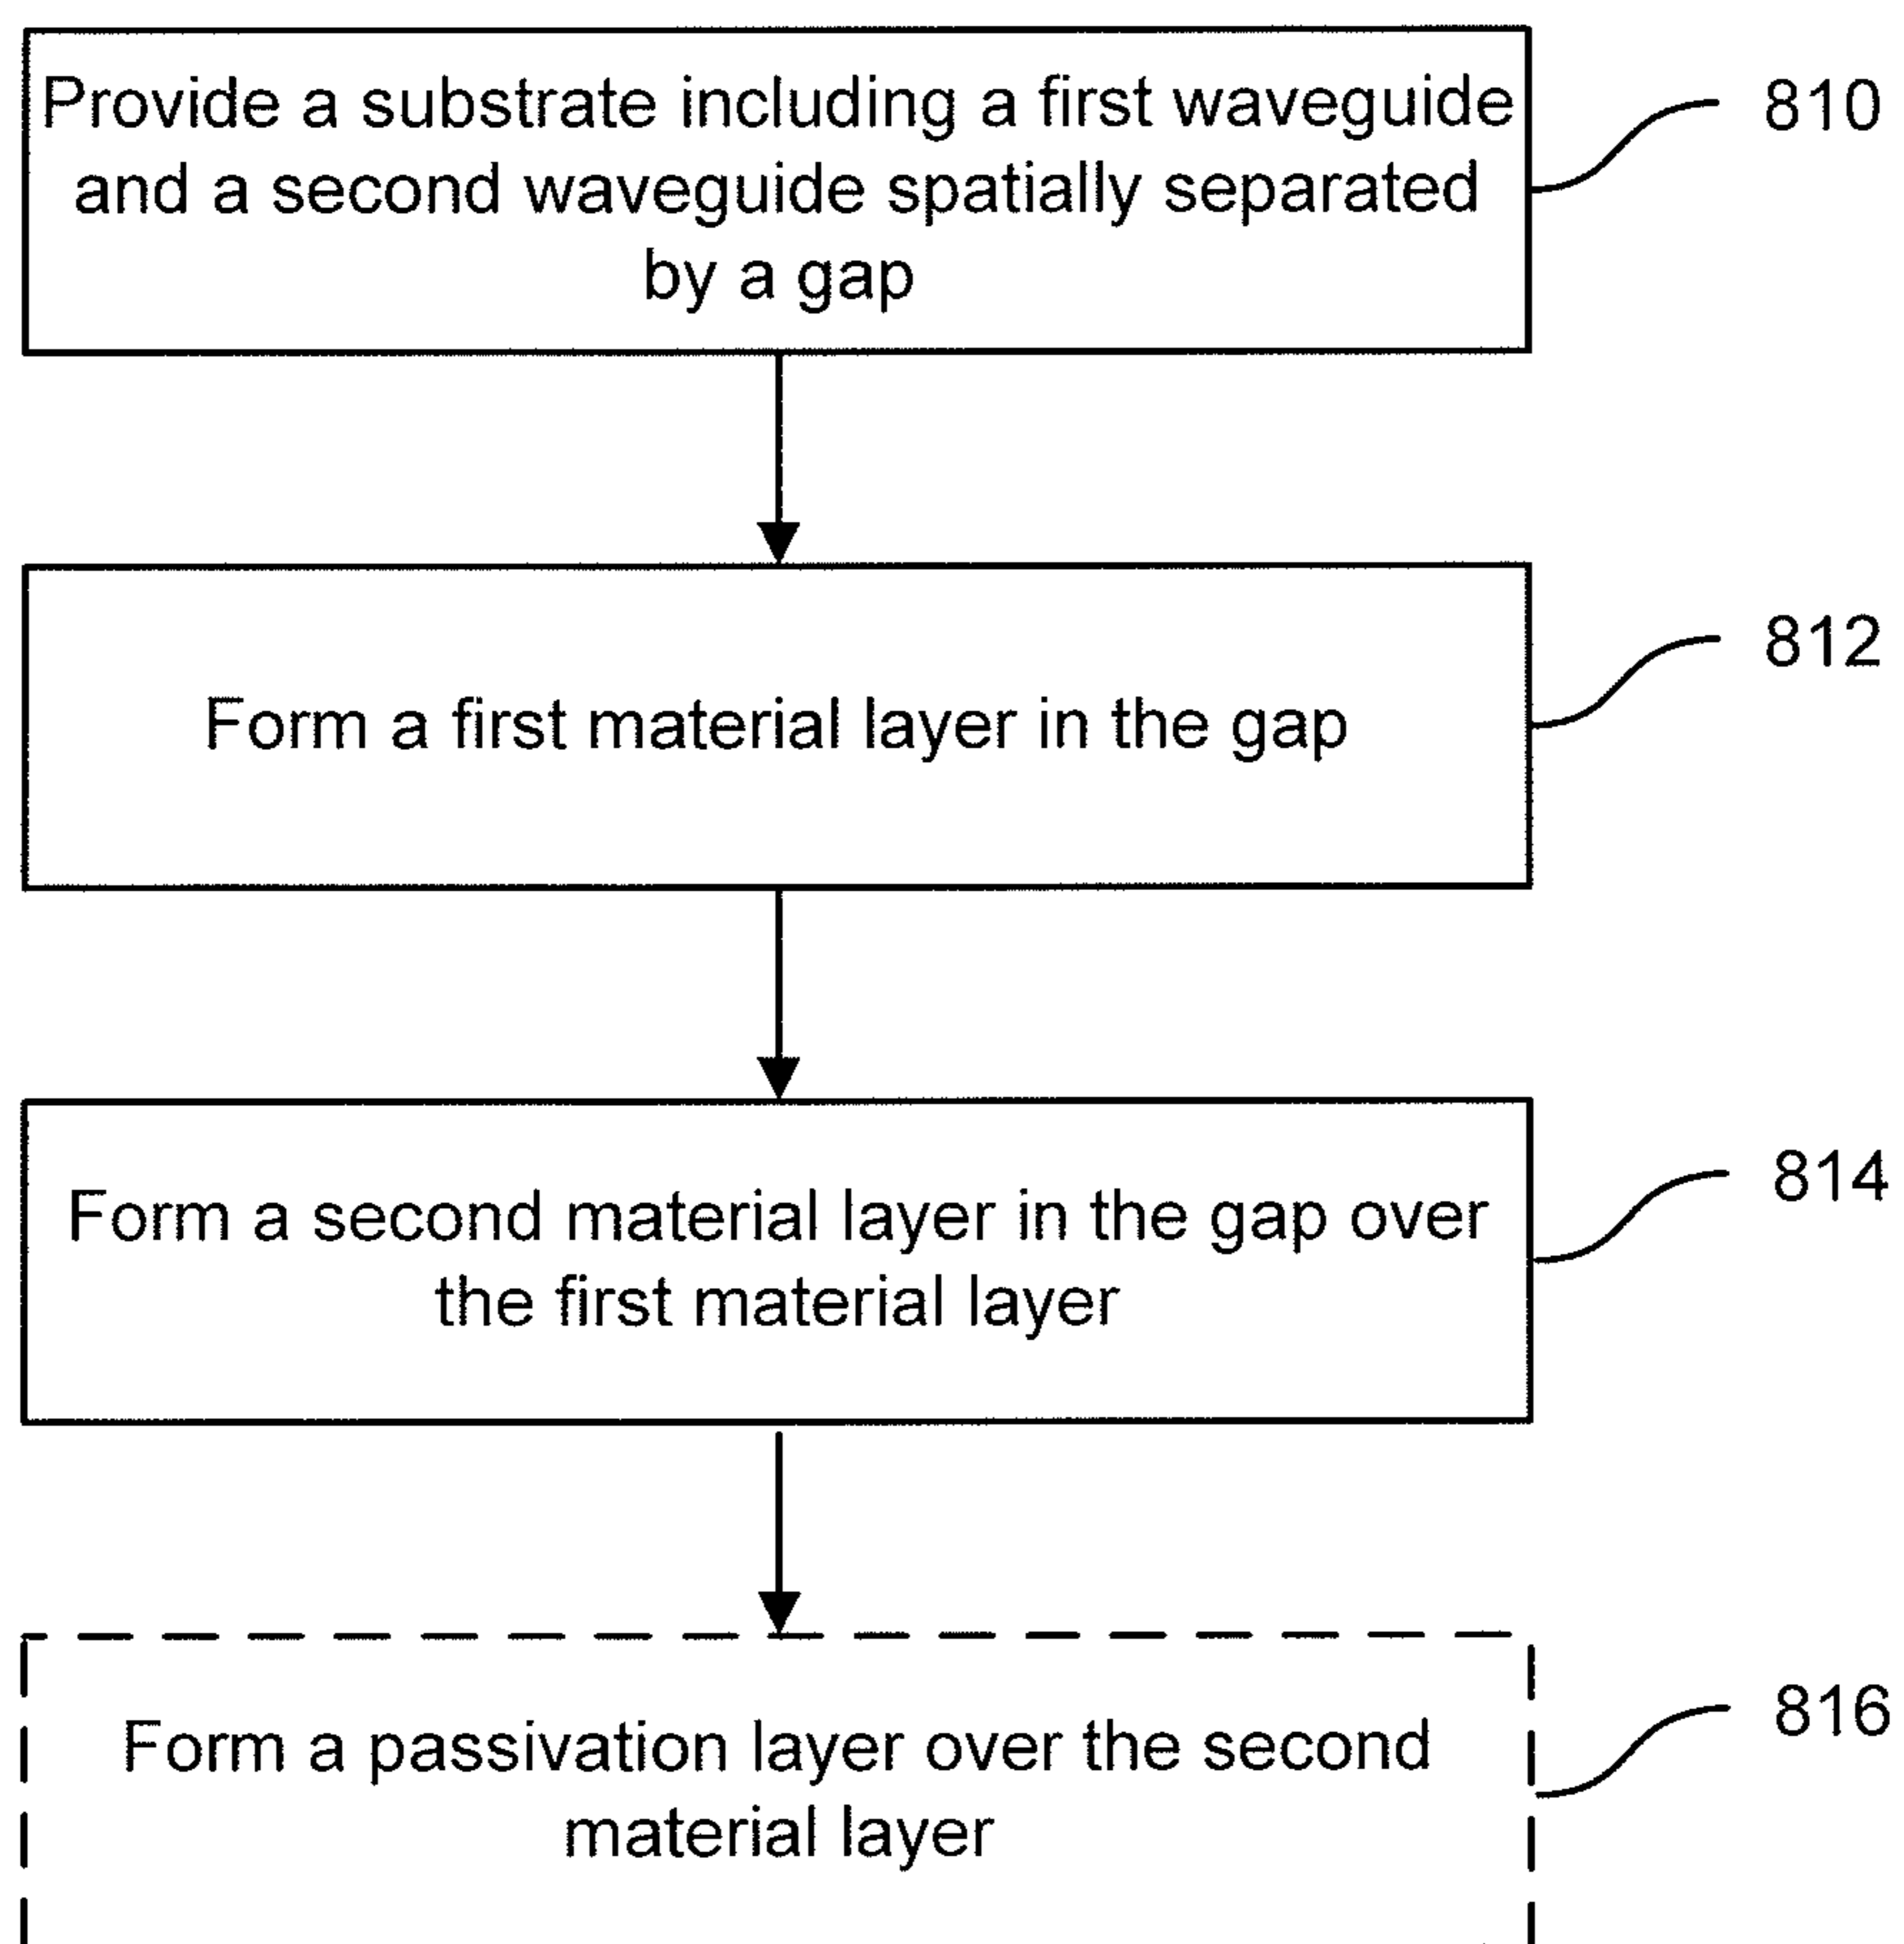 Provide a substrate including a first waveguide
and a second waveguide spatially separated
by a gap
810
Form a first material layer in the gap
812
Form a second material layer in the gap over
the first material layer
814
Form a passivation layer over the second
material layer
816